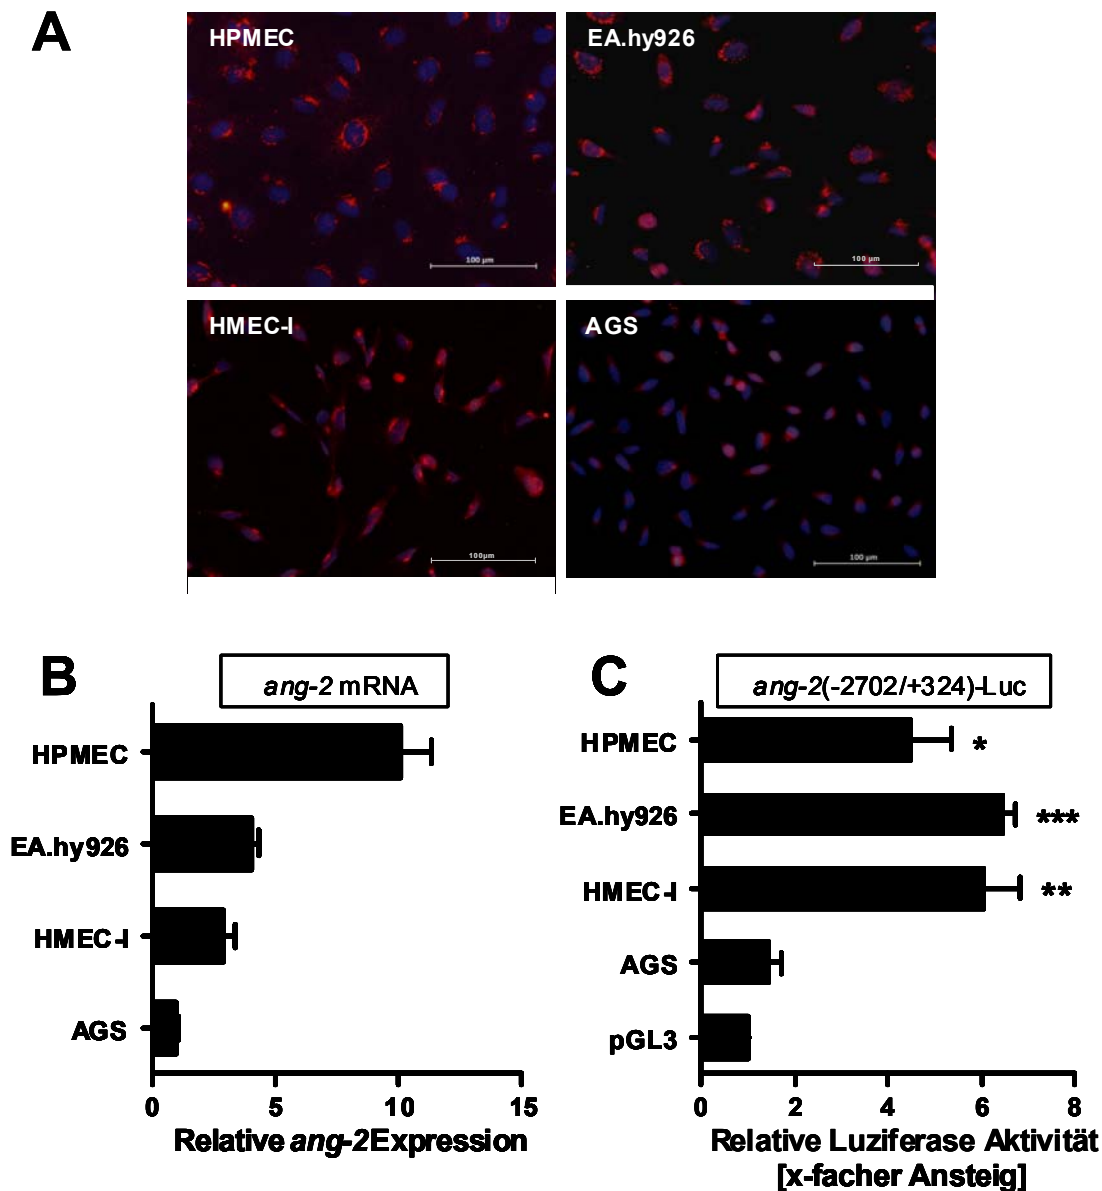 A
HPMEC
100 µm
EA.hy926
100 µm
HMEC-I
100µm
AGS
100 µm
B
ang-2 mRNA
HPMEC
EA.hy926
HMEC-I
AGS
0 5 10 15
Relative ang-2 Expression
C
ang-2(-2702/+324)-Luc
HPMEC *
EA.hy926 ***
HMEC-I **
AGS
pGL3
0 2 4 6 8
Relative Luziferase Aktivität
[x-facher Ansteig]